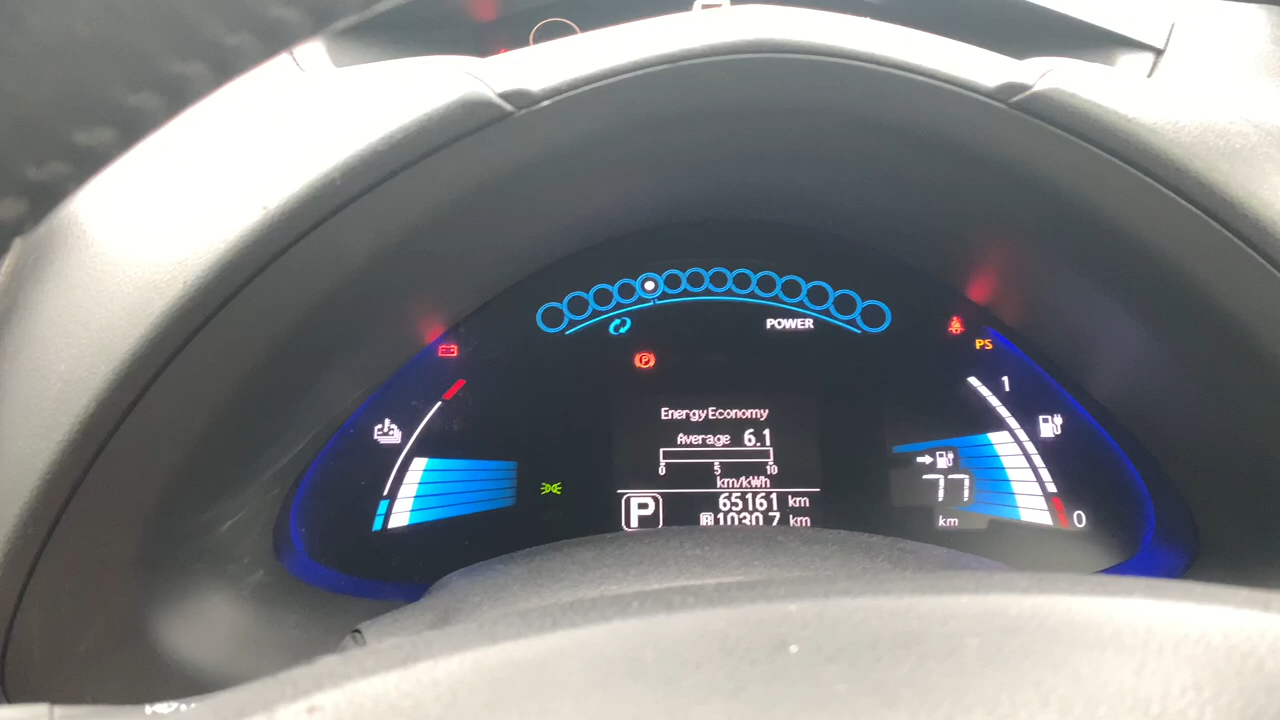 POWER
PS
P
1
Energy Economy
Average 6.1
0 5 10
km/kWh
P 65161 km
B 1030.7 km
77
km
0